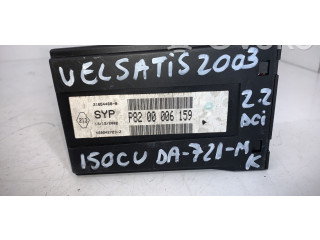 VELSATIS 2003
SYP
P82 00 006 159
2.2
DCI
150CU DA-721-M
K